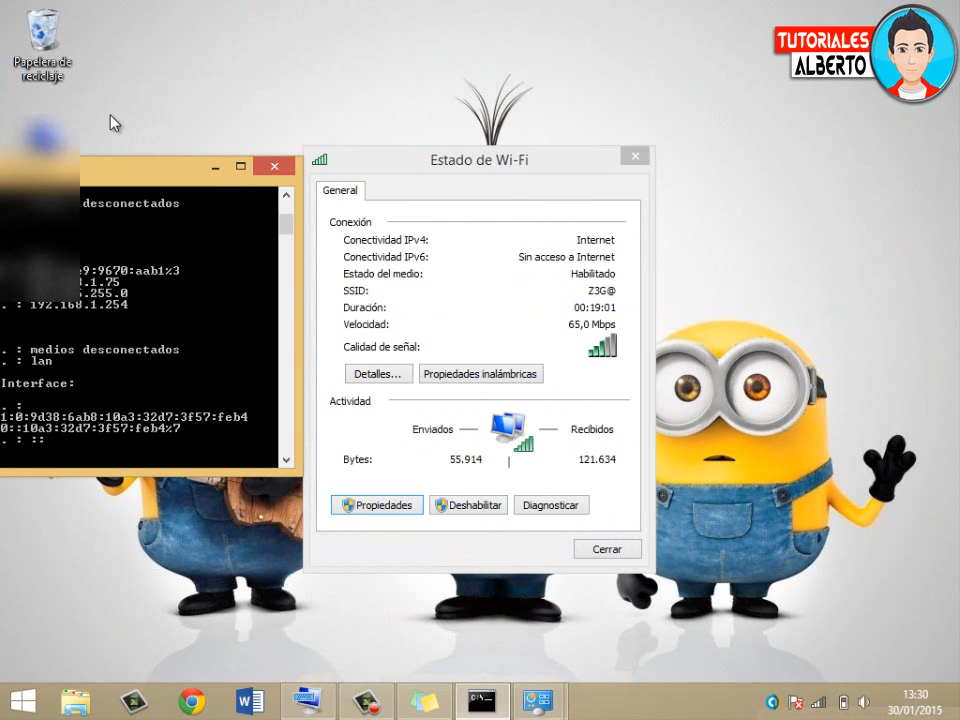 Papelera de
reciclaje
TUTORIALES
ALBERTO
desconectados
e9:9670:aab1%3
.1.75
.255.0
. : 192.168.1.254
. : medios desconectados
. : lan
Interface:
. :
1:0:9d38:6ab8:10a3:32d7:3f57:feb4
0::10a3:32d7:3f57:feb4%7
. : ::
Estado de Wi-Fi
General
Conexión
Conectividad IPv4: Internet
Conectividad IPv6: Sin acceso a Internet
Estado del medio: Habilitado
SSID: Z3G@
Duración: 00:19:01
Velocidad: 65,0 Mbps
Calidad de señal:
Detalles... Propiedades inalámbricas
Actividad
Enviados Recibidos
Bytes: 55.914 121.634
Propiedades Deshabilitar Diagnosticar
Cerrar
13:30
30/01/2015